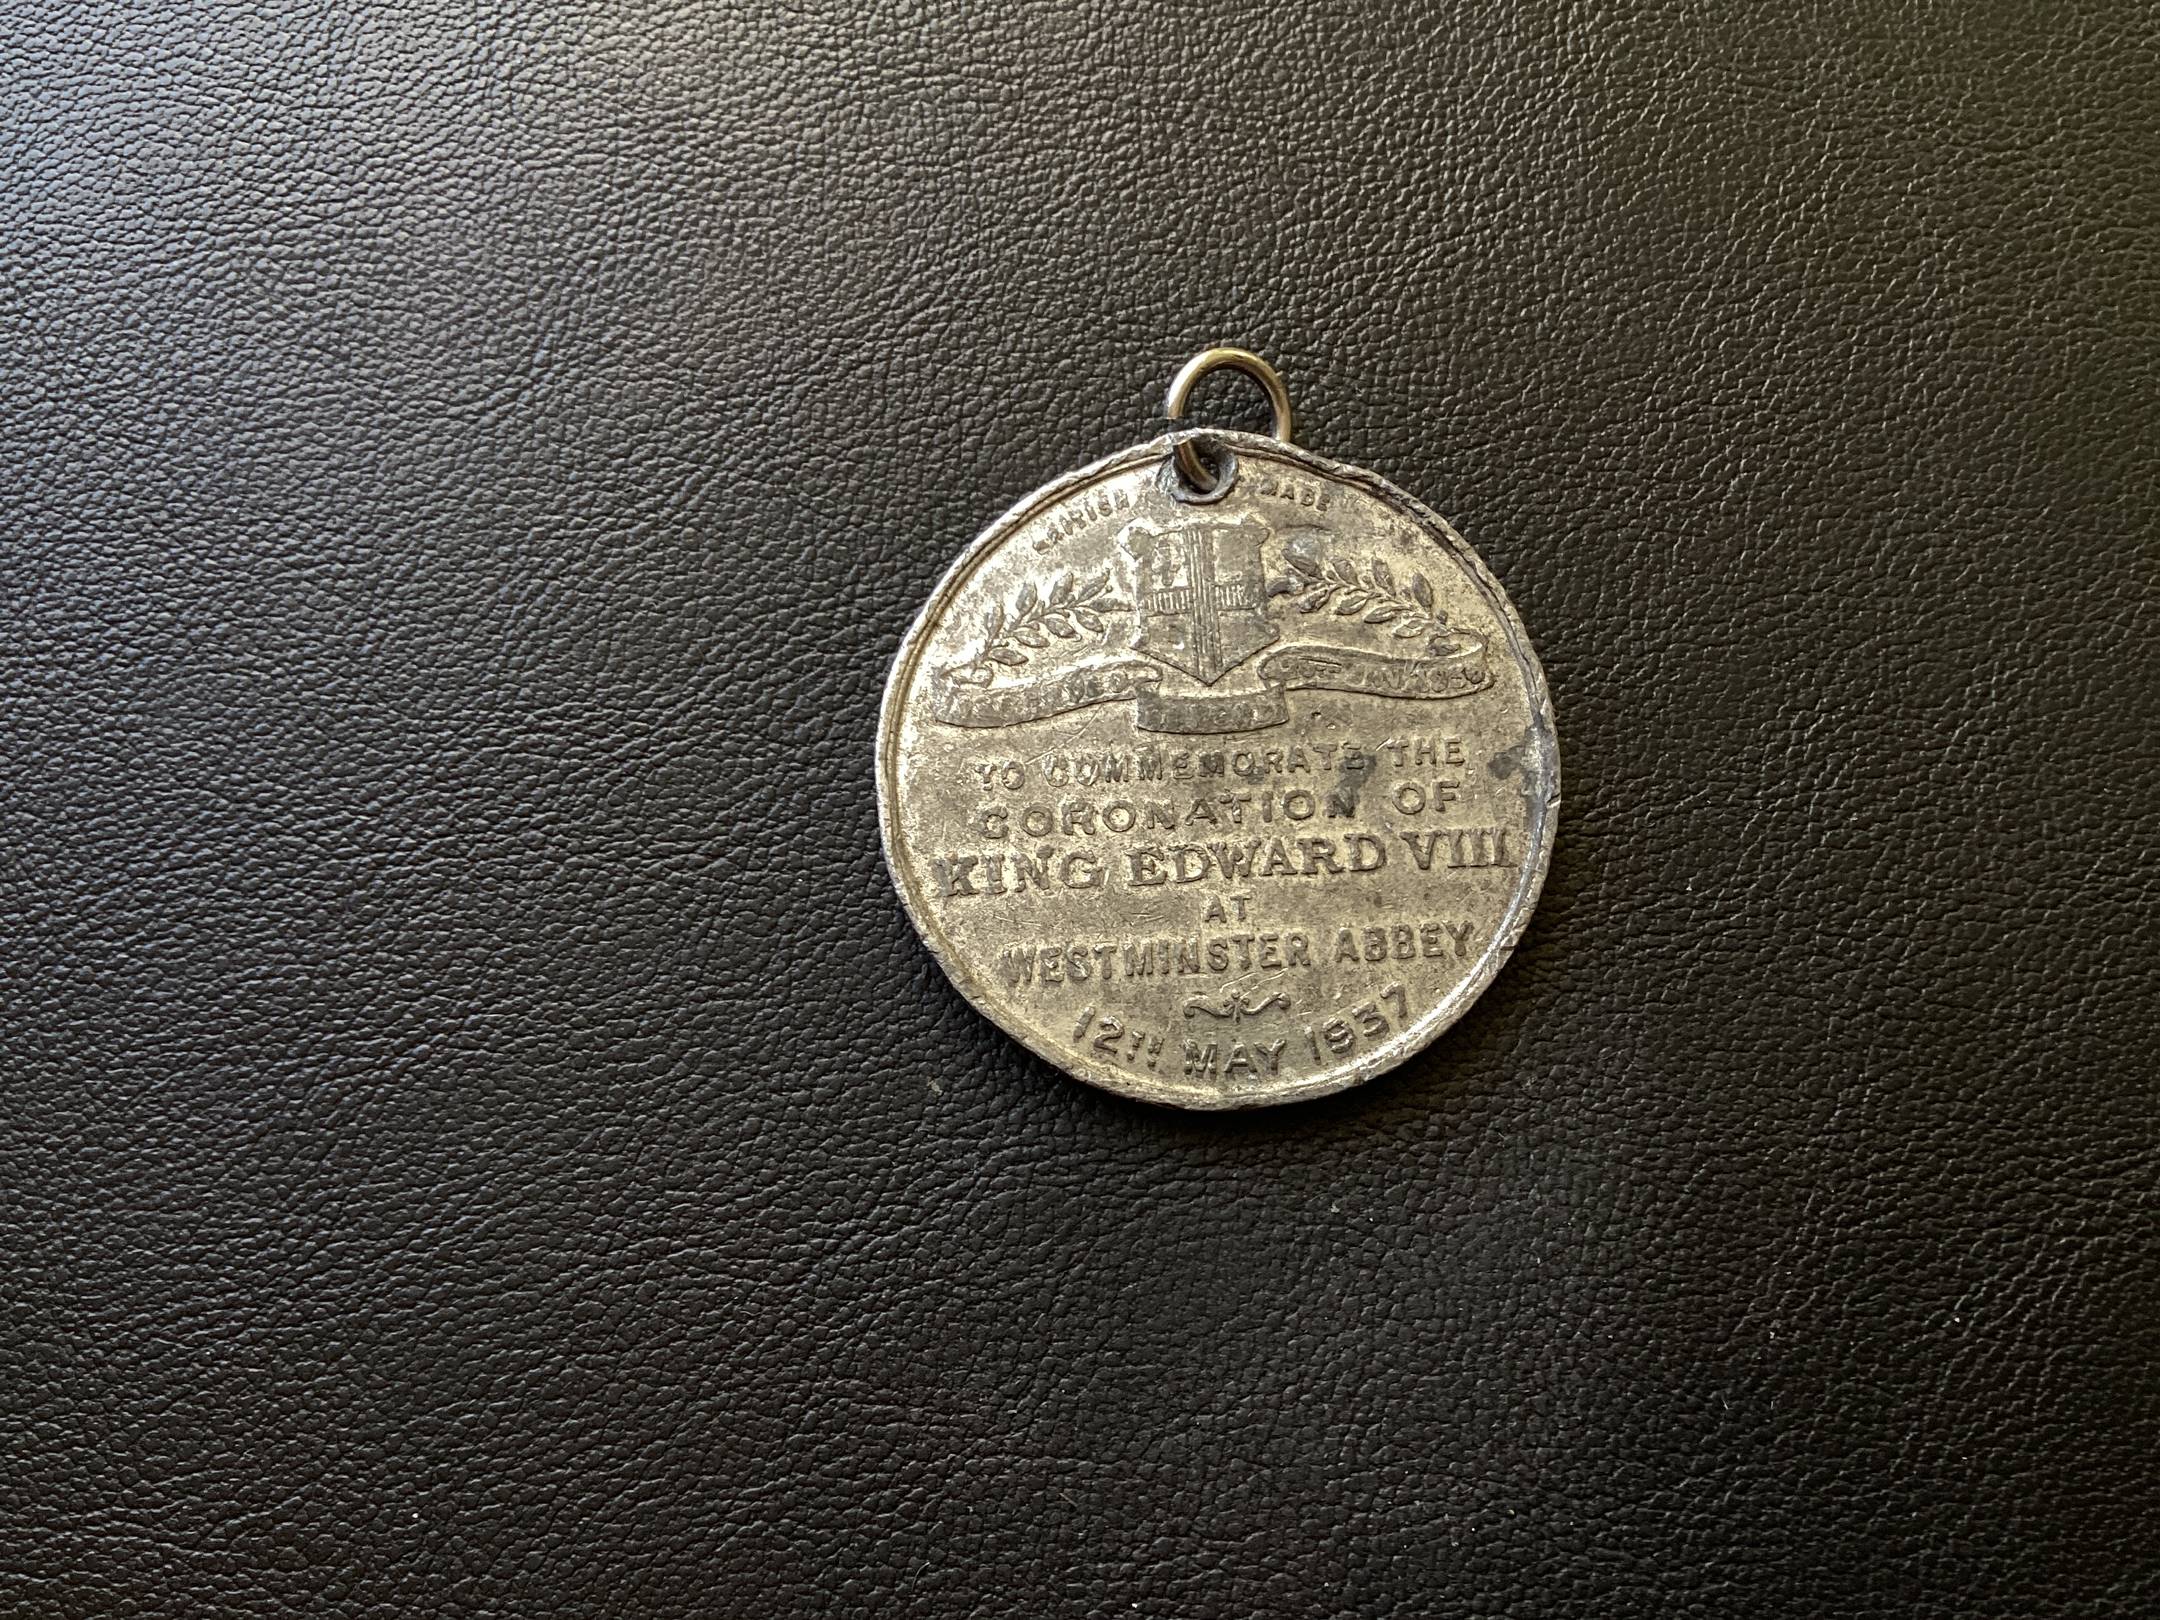 BRITISH MADE
TO COMMEMORATE THE
CORONATION OF
KING EDWARD VIII
AT
WESTMINSTER ABBEY
12TH MAY 1937